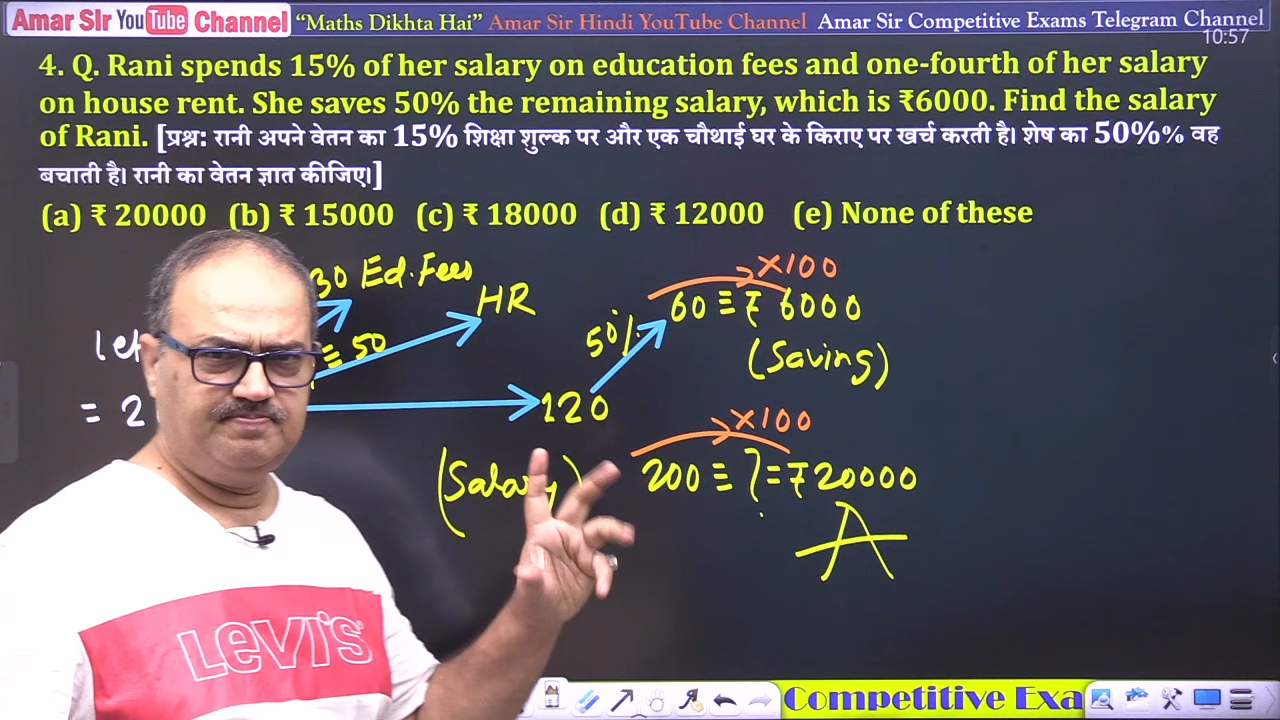 Amar SIr YouTube Channel "Maths Dikhta Hai" Amar Sir Hindi YouTube Channel Amar Sir Competitive Exams Telegram Channel
10:57
4. Q. Rani spends 15% of her salary on education fees and one-fourth of her salary
on house rent. She saves 50% the remaining salary, which is ₹6000. Find the salary
of Rani. [प्रश्न: रानी अपने वेतन का 15% शिक्षा शुल्क पर और एक चौथाई घर के किराए पर खर्च करती है। शेष का 50%% वह
बचाती है। रानी का वेतन ज्ञात कीजिए।]
(a) ₹ 20000 (b) ₹ 15000 (c) ₹ 18000 (d) ₹ 12000 (e) None of these
30 Ed. Fees
×100
HR
60 ≡ ₹ 6000
50%
≡ 50
(Saving)
= 2
120
×100
(Salary) 200 ≡ ? = ₹20000
A
LEVI'S
Competitive Exa